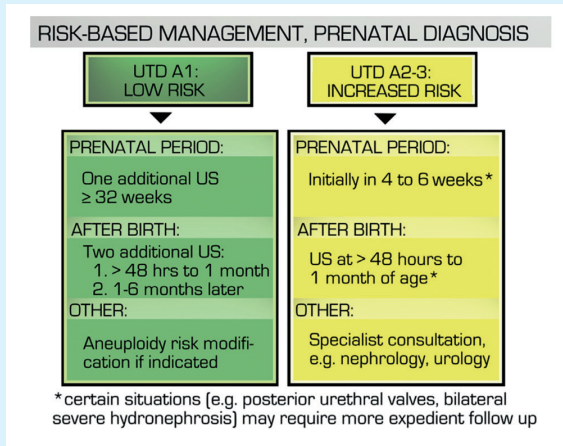 RISK-BASED MANAGEMENT, PRENATAL DIAGNOSIS
UTD A1:
LOW RISK
PRENATAL PERIOD:
One additional US
≥ 32 weeks
AFTER BIRTH:
Two additional US:
1. > 48 hrs to 1 month
2. 1-6 months later
OTHER:
Aneuploidy risk modifi-
cation if indicated
UTD A2-3:
INCREASED RISK
PRENATAL PERIOD:
Initially in 4 to 6 weeks*
AFTER BIRTH:
US at > 48 hours to
1 month of age*
OTHER:
Specialist consultation,
e.g. nephrology, urology
*certain situations (e.g. posterior urethral valves, bilateral
severe hydronephrosis) may require more expedient follow up